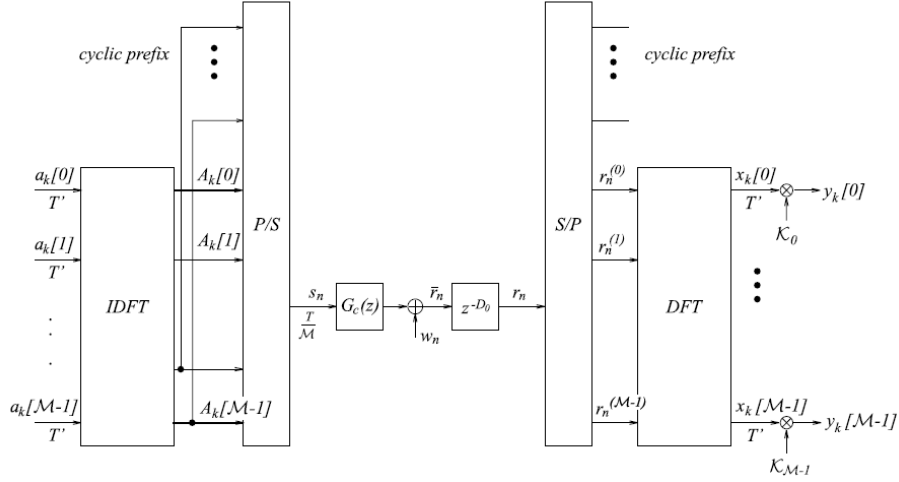 cyclic prefix
cyclic prefix
a_k[0]
T'
A_k[0]
a_k[1]
T'
A_k[1]
IDFT
P/S
s_n
T/M
G_c(z)
r̄_n
w_n
z^{-D_0}
r_n
S/P
r_n^{(0)}
r_n^{(1)}
DFT
x_k[0]
T'
y_k[0]
K_0
a_k[M-1]
T'
A_k[M-1]
r_n^{(M-1)}
x_k[M-1]
T'
y_k[M-1]
K_{M-1}